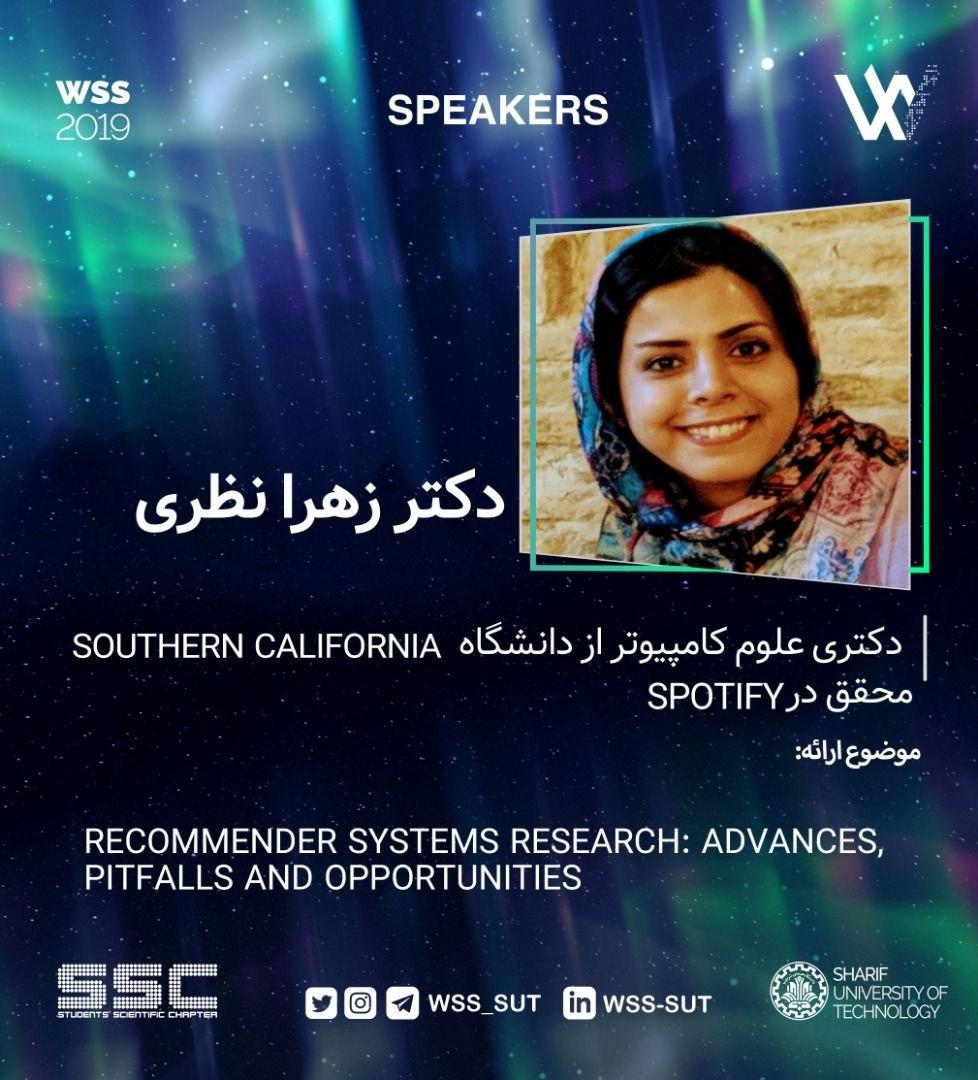 WSS
2019
SPEAKERS
دکتر زهرا نظری
دکتری علوم کامپیوتر از دانشگاه SOUTHERN CALIFORNIA
محقق در SPOTIFY
موضوع ارائه:
RECOMMENDER SYSTEMS RESEARCH: ADVANCES,
PITFALLS AND OPPORTUNITIES
SSC
STUDENTS' SCIENTIFIC CHAPTER
WSS_SUT
in WSS-SUT
SHARIF
UNIVERSITY OF
TECHNOLOGY